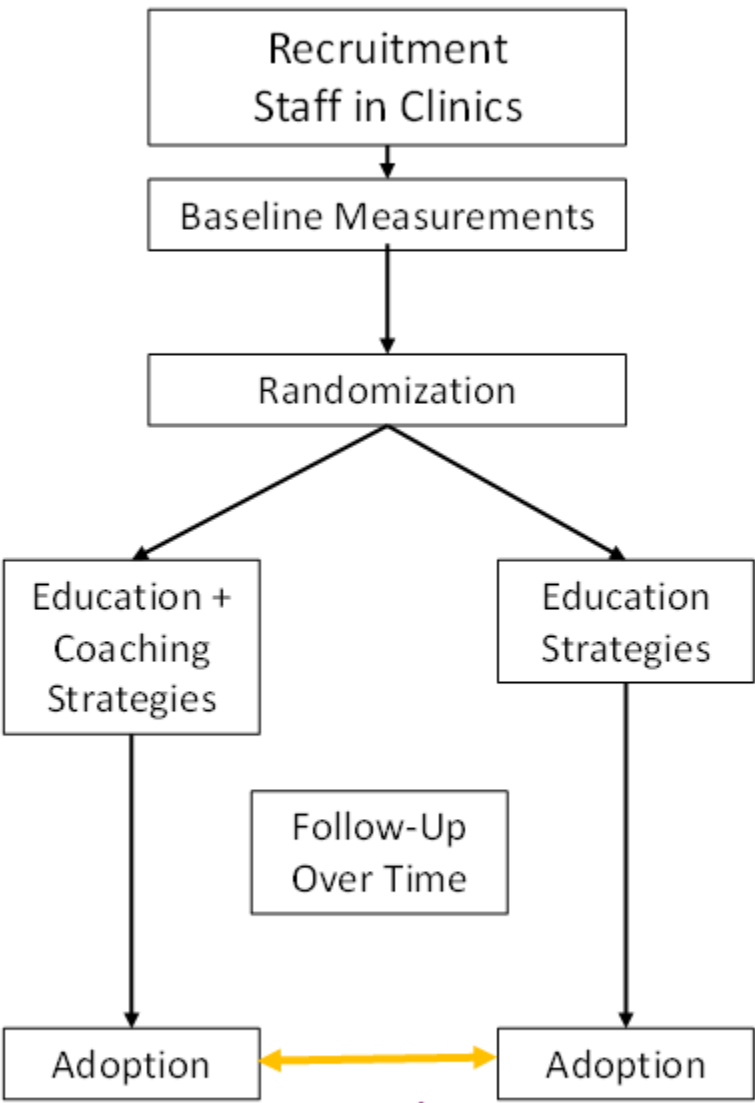 Recruitment
Staff in Clinics
Baseline Measurements
Randomization
Education +
Coaching
Strategies
Education
Strategies
Follow-Up
Over Time
Adoption
Adoption